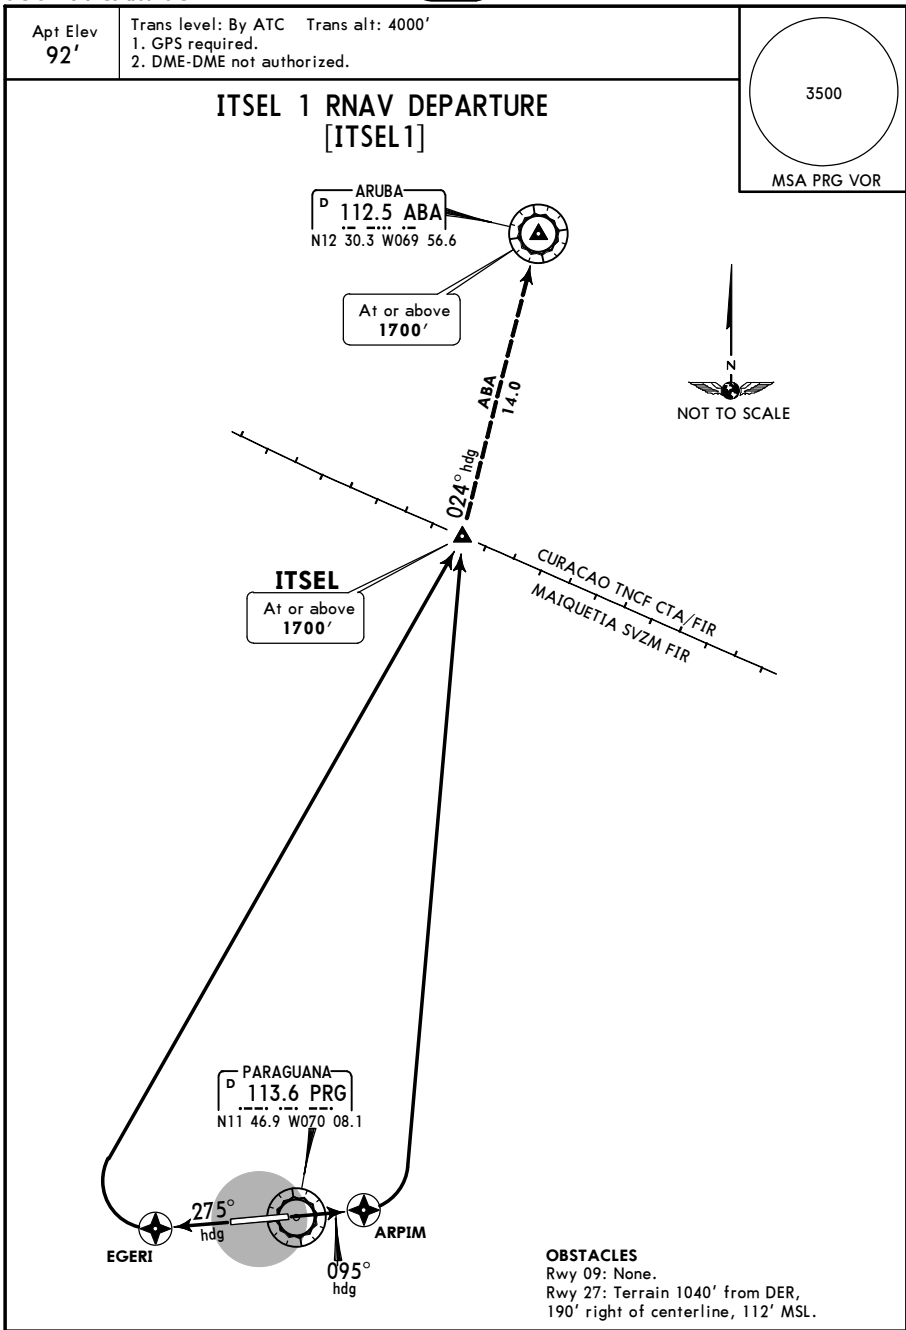 Apt Elev
92'
Trans level: By ATC Trans alt: 4000'
1. GPS required.
2. DME-DME not authorized.
3500
MSA PRG VOR
ITSEL 1 RNAV DEPARTURE
[ITSEL1]
ARUBA
D 112.5 ABA
N12 30.3 W069 56.6
At or above
1700'
N
NOT TO SCALE
ABA
14.0
024° hdg
ITSEL
At or above
1700'
CURACAO TNCF CTA/FIR
MAIQUETIA SVZM FIR
PARAGUANA
D 113.6 PRG
N11 46.9 W070 08.1
275°
hdg
EGERI
ARPIM
095°
hdg
OBSTACLES
Rwy 09: None.
Rwy 27: Terrain 1040' from DER,
190' right of centerline, 112' MSL.